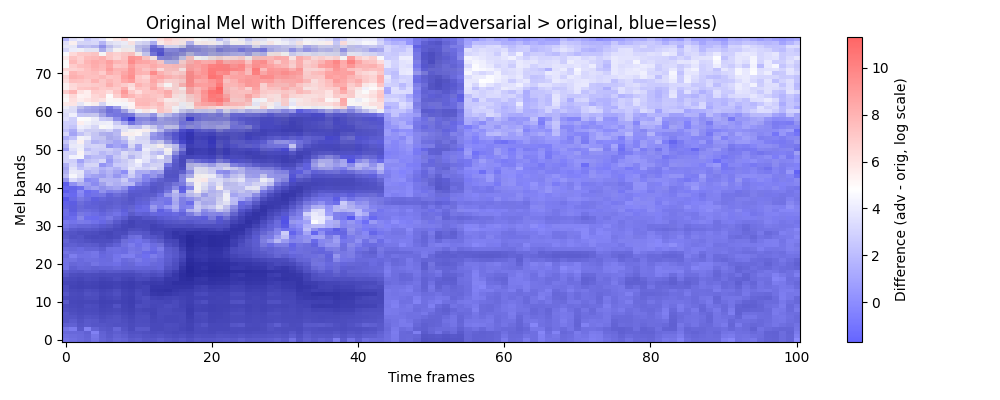 Original Mel with Differences (red=adversarial > original, blue=less)
Mel bands
70
60
50
40
30
20
10
0
0 20 40 60 80 100
Time frames
10
8
6
4
2
0
Difference (adv - orig, log scale)